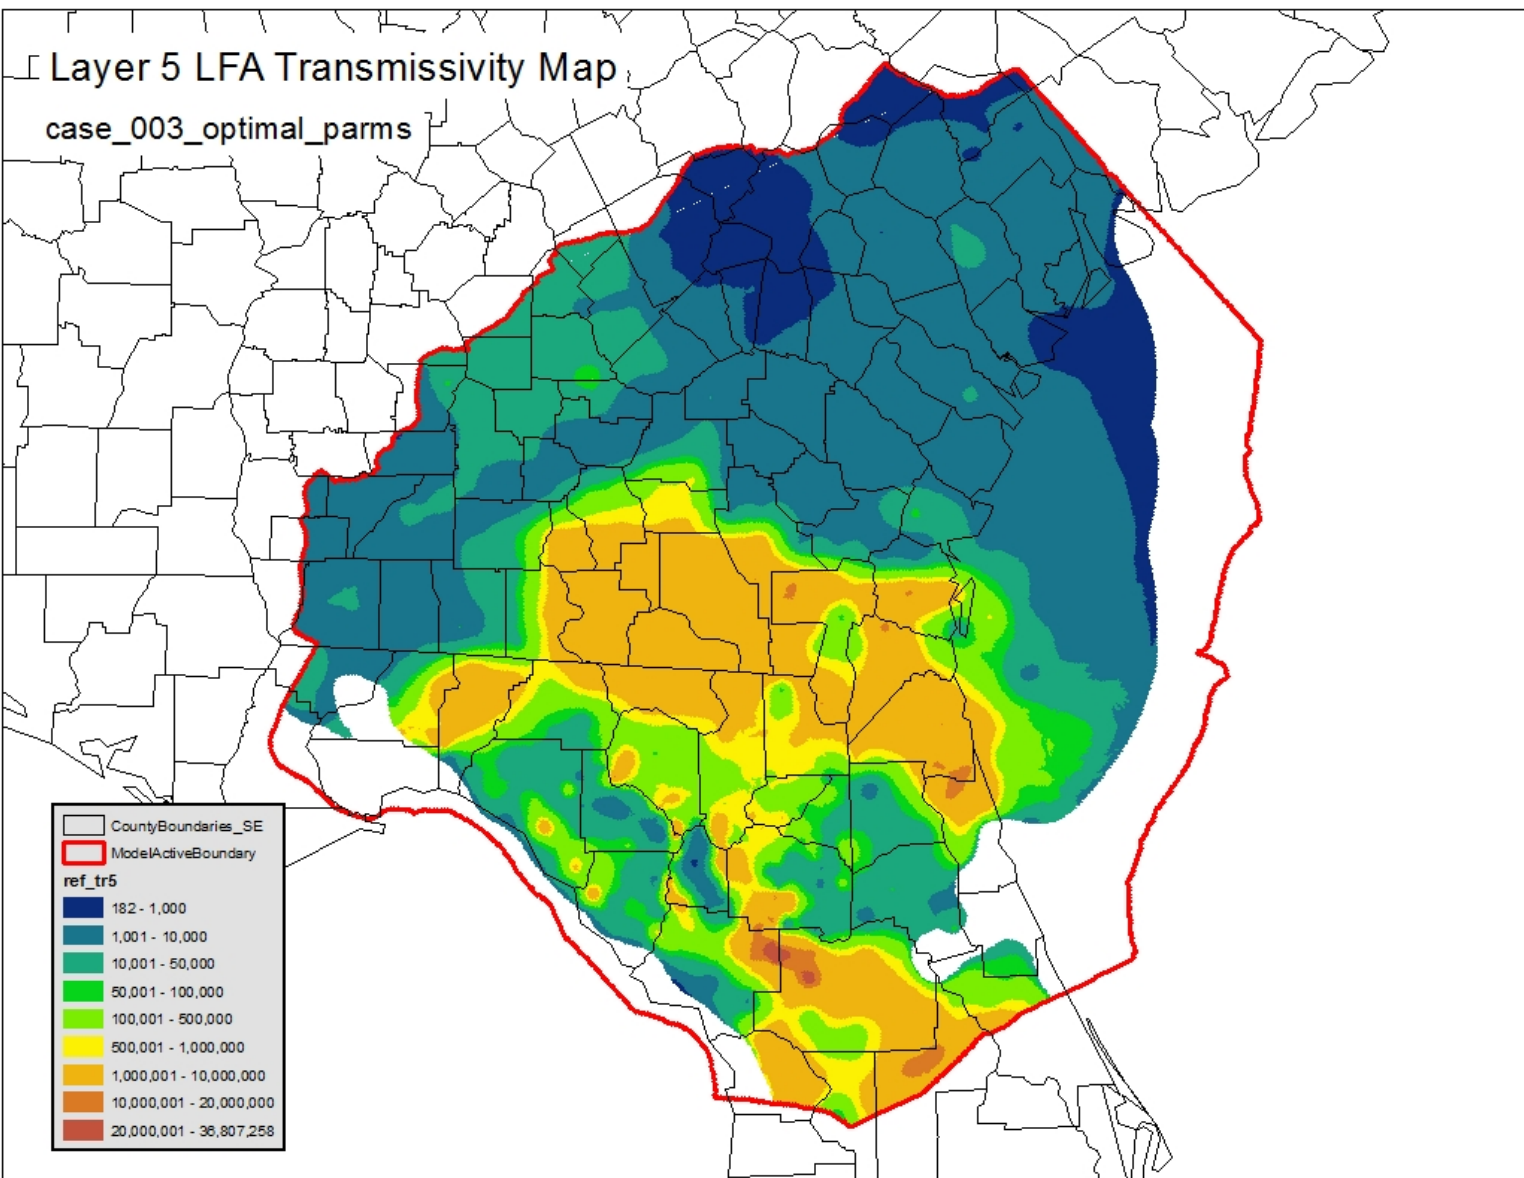 Layer 5 LFA Transmissivity Map
case_003_optimal_parms
CountyBoundaries_SE
ModelActiveBoundary
ref_tr5
182 - 1,000
1,001 - 10,000
10,001 - 50,000
50,001 - 100,000
100,001 - 500,000
500,001 - 1,000,000
1,000,001 - 10,000,000
10,000,001 - 20,000,000
20,000,001 - 36,807,258